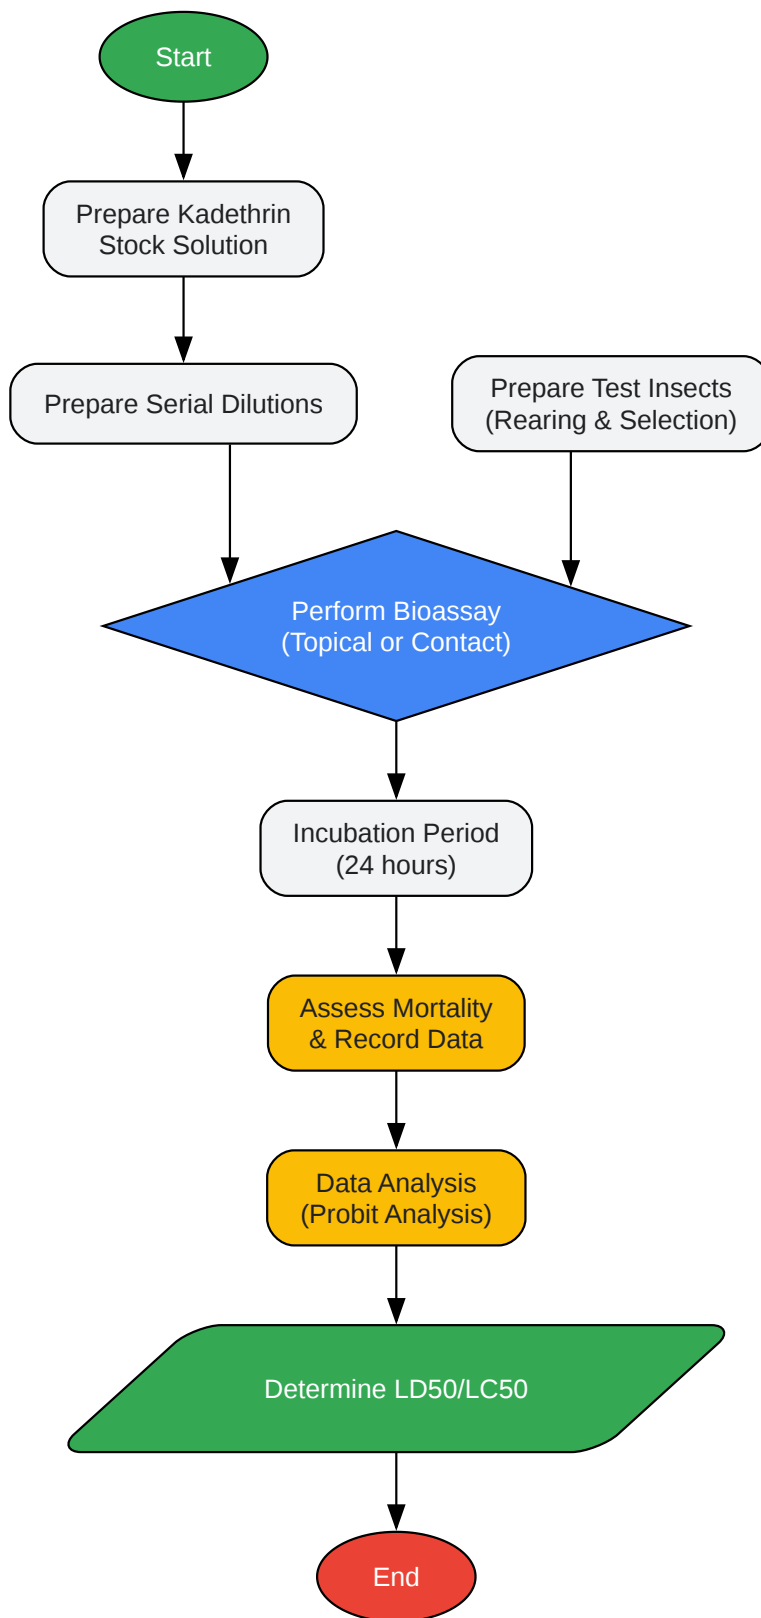 Start
Prepare Kadethrin
Stock Solution
Prepare Serial Dilutions
Prepare Test Insects
(Rearing & Selection)
Perform Bioassay
(Topical or Contact)
Incubation Period
(24 hours)
Assess Mortality
& Record Data
Data Analysis
(Probit Analysis)
Determine LD50/LC50
End